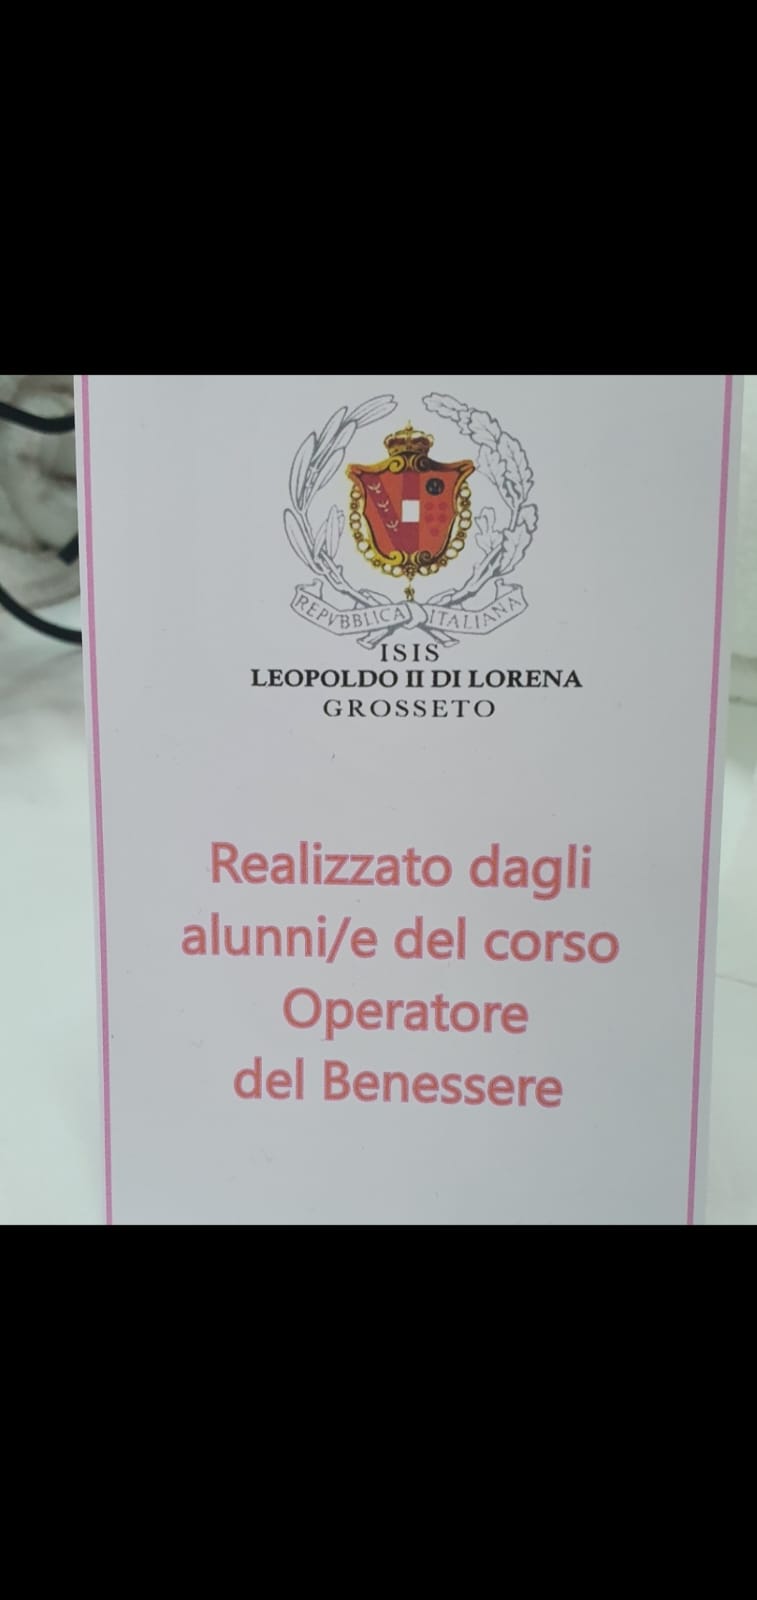 REPVBBLICA ITALIANA
ISIS
LEOPOLDO II DI LORENA
GROSSETO
Realizzato dagli
alunni/e del corso
Operatore
del Benessere